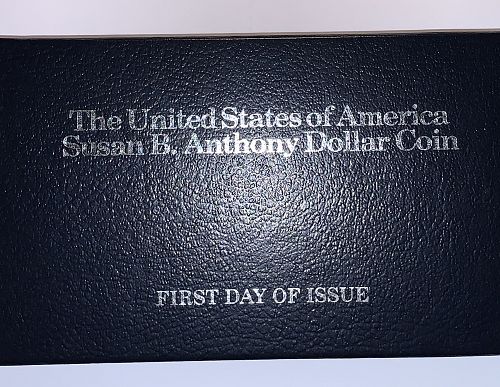 The United States of America
Susan B. Anthony Dollar Coin
FIRST DAY OF ISSUE